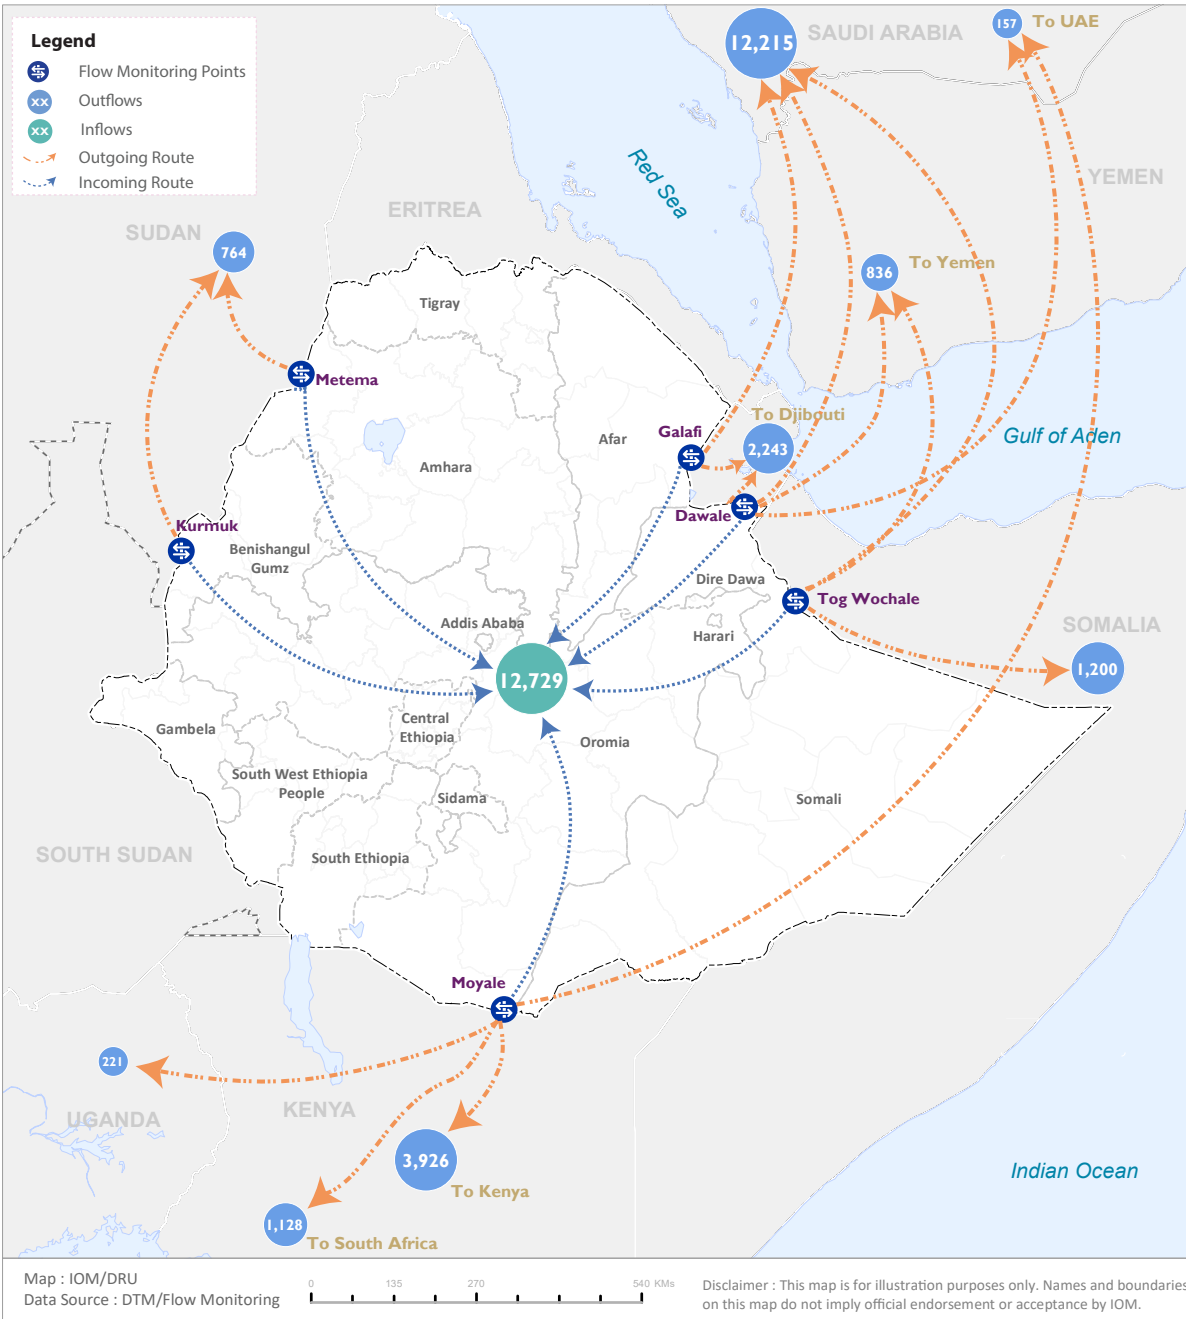 Legend
Flow Monitoring Points
xx Outflows
xx Inflows
Outgoing Route
Incoming Route
12,215
SAUDI ARABIA
157
To UAE
YEMEN
Red Sea
ERITREA
SUDAN
764
836
To Yemen
Tigray
Metema
To Djibouti
2,243
Galafi
Afar
Gulf of Aden
Amhara
Dawale
Kurmuk
Benishangul
Gumz
Dire Dawa
Tog Wochale
Addis Ababa
Harari
SOMALIA
1,200
12,729
Gambela
Central
Ethiopia
Oromia
South West Ethiopia
People
Sidama
Somali
SOUTH SUDAN
South Ethiopia
Moyale
221
UGANDA
KENYA
3,926
To Kenya
Indian Ocean
1,128
To South Africa
Map : IOM/DRU
Data Source : DTM/Flow Monitoring
0 135 270 540 KMs
Disclaimer : This map is for illustration purposes only. Names and boundaries
on this map do not imply official endorsement or acceptance by IOM.